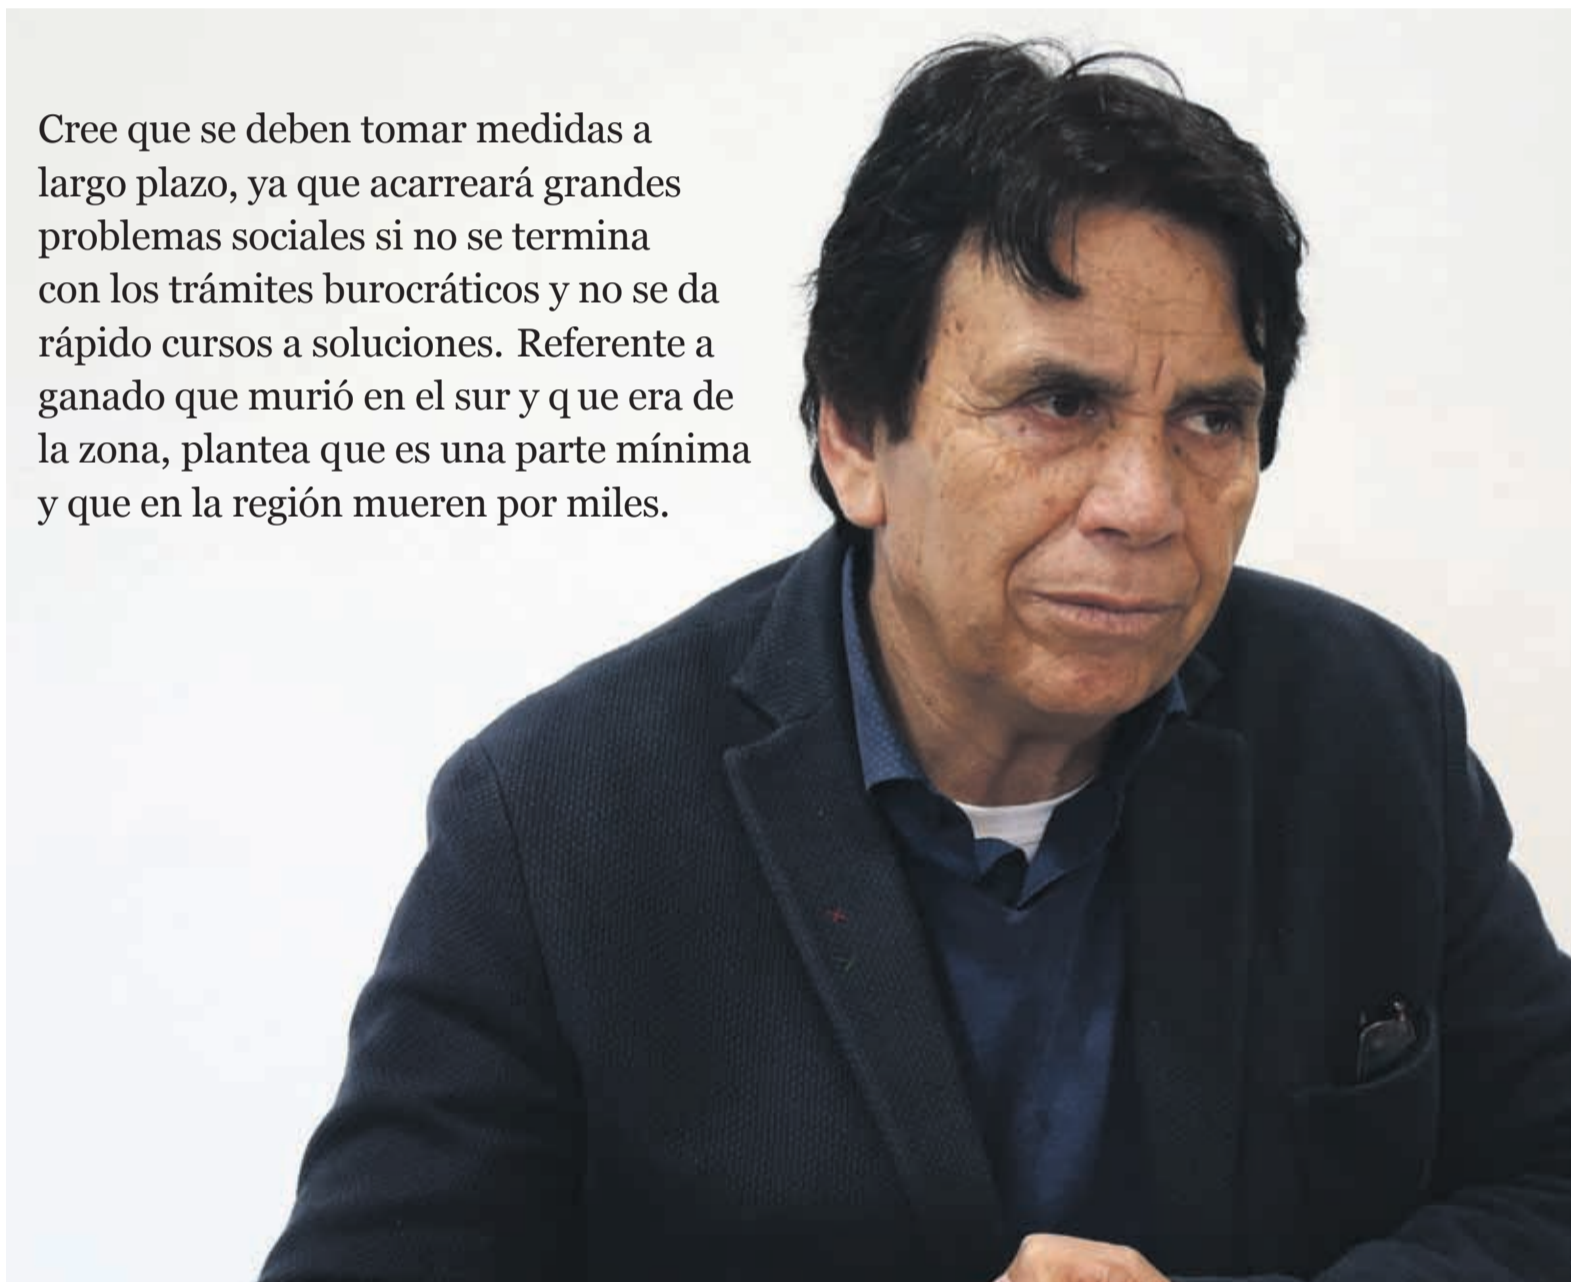 Cree que se deben tomar medidas a
largo plazo, ya que acarreará grandes
problemas sociales si no se termina
con los trámites burocráticos y no se da
rápido cursos a soluciones. Referente a
ganado que murió en el sur y q ue era de
la zona, plantea que es una parte mínima
y que en la región mueren por miles.